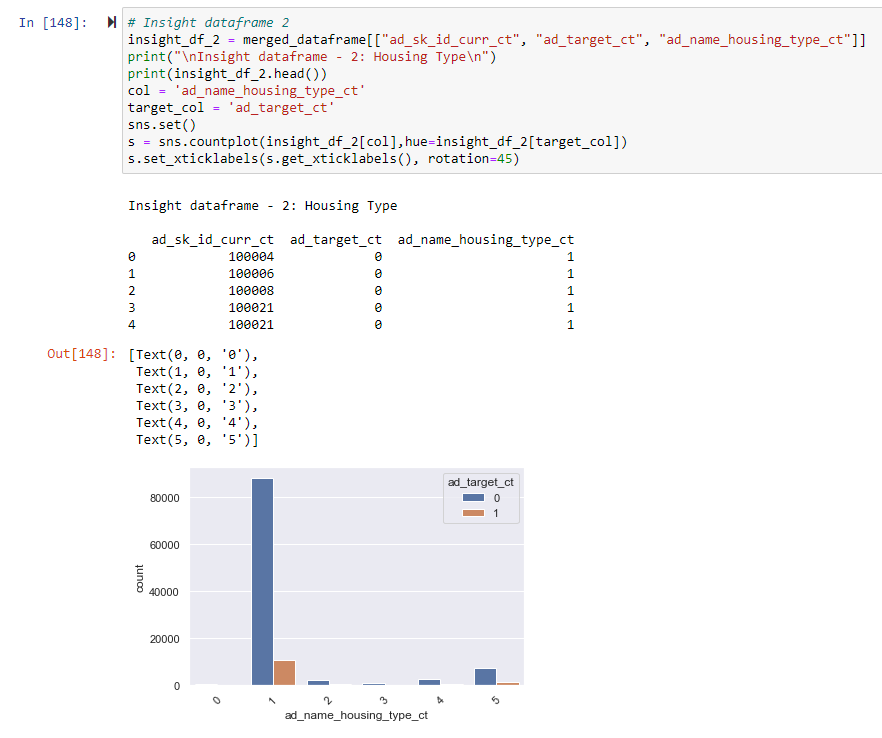 In [148]:
# Insight dataframe 2
insight_df_2 = merged_dataframe[["ad_sk_id_curr_ct", "ad_target_ct", "ad_name_housing_type_ct"]]
print("\nInsight dataframe - 2: Housing Type\n")
print(insight_df_2.head())
col = 'ad_name_housing_type_ct'
target_col = 'ad_target_ct'
sns.set()
s = sns.countplot(insight_df_2[col],hue=insight_df_2[target_col])
s.set_xticklabels(s.get_xticklabels(), rotation=45)
Insight dataframe - 2: Housing Type
ad_sk_id_curr_ct ad_target_ct ad_name_housing_type_ct
0 100004 0 1
1 100006 0 1
2 100008 0 1
3 100021 0 1
4 100021 0 1
Out[148]: [Text(0, 0, '0'),
Text(1, 0, '1'),
Text(2, 0, '2'),
Text(3, 0, '3'),
Text(4, 0, '4'),
Text(5, 0, '5')]
ad_target_ct
0
1
80000
60000
40000
20000
0
count
0 1 2 3 4 5
ad_name_housing_type_ct